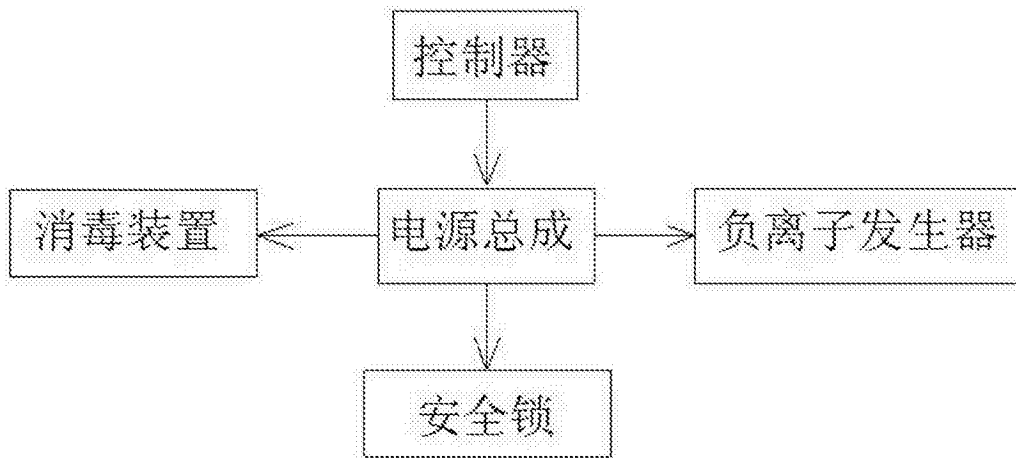 控制器
消毒装置
电源总成
负离子发生器
安全锁